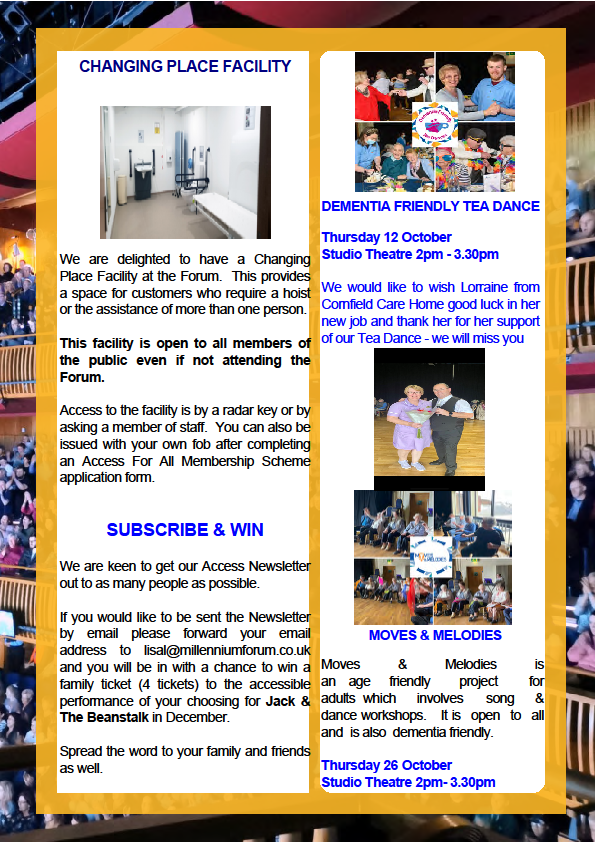 CHANGING PLACE FACILITY
We are delighted to have a Changing
Place Facility at the Forum. This provides
a space for customers who require a hoist
or the assistance of more than one person.
This facility is open to all members of
the public even if not attending the
Forum.
Access to the facility is by a radar key or by
asking a member of staff. You can also be
issued with your own fob after completing
an Access For All Membership Scheme
application form.
SUBSCRIBE & WIN
We are keen to get our Access Newsletter
out to as many people as possible.
If you would like to be sent the Newsletter
by email please forward your email
address to lisal@millenniumforum.co.uk
and you will be in with a chance to win a
family ticket (4 tickets) to the accessible
performance of your choosing for Jack &
The Beanstalk in December.
Spread the word to your family and friends
as well.
DEMENTIA FRIENDLY TEA DANCE
Thursday 12 October
Studio Theatre 2pm - 3.30pm
We would like to wish Lorraine from
Cornfield Care Home good luck in her
new job and thank her for her support
of our Tea Dance - we will miss you
MOVES
& MELODIES
MOVES & MELODIES
Moves & Melodies is
an age friendly project for
adults which involves song &
dance workshops. It is open to all
and is also dementia friendly.
Thursday 26 October
Studio Theatre 2pm- 3.30pm